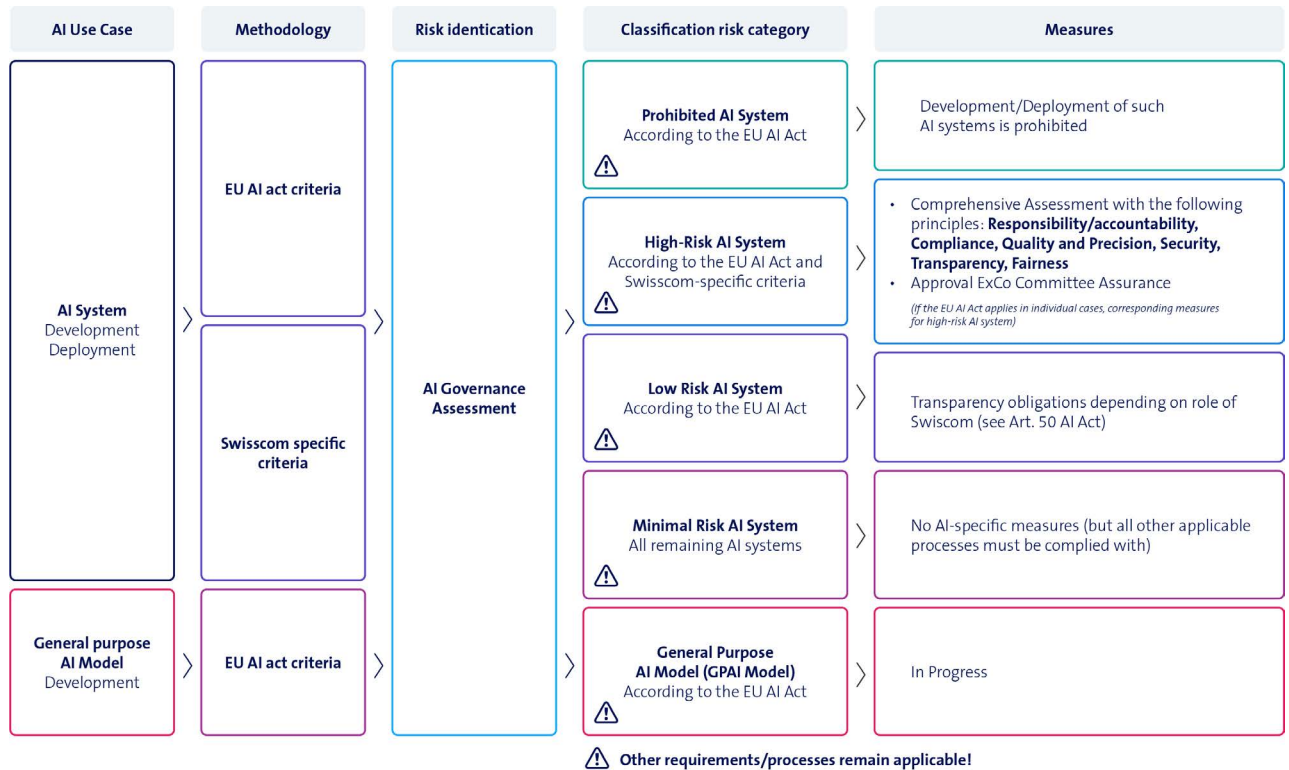 AI Use Case
Methodology
Risk identication
Classification risk category
Measures
AI System
Development
Deployment
EU AI act criteria
Swisscom specific
criteria
AI Governance
Assessment
Prohibited AI System
According to the EU AI Act
Development/Deployment of such
AI systems is prohibited
High-Risk AI System
According to the EU AI Act and
Swisscom-specific criteria
• Comprehensive Assessment with the following
principles: Responsibility/accountability,
Compliance, Quality and Precision, Security,
Transparency, Fairness
• Approval ExCo Committee Assurance
(If the EU AI Act applies in individual cases, corresponding measures
for high-risk AI system)
Low Risk AI System
According to the EU AI Act
Transparency obligations depending on role of
Swiscom (see Art. 50 AI Act)
Minimal Risk AI System
All remaining AI systems
No AI-specific measures (but all other applicable
processes must be complied with)
General purpose
AI Model
Development
EU AI act criteria
General Purpose
AI Model (GPAI Model)
According to the EU AI Act
In Progress
Other requirements/processes remain applicable!